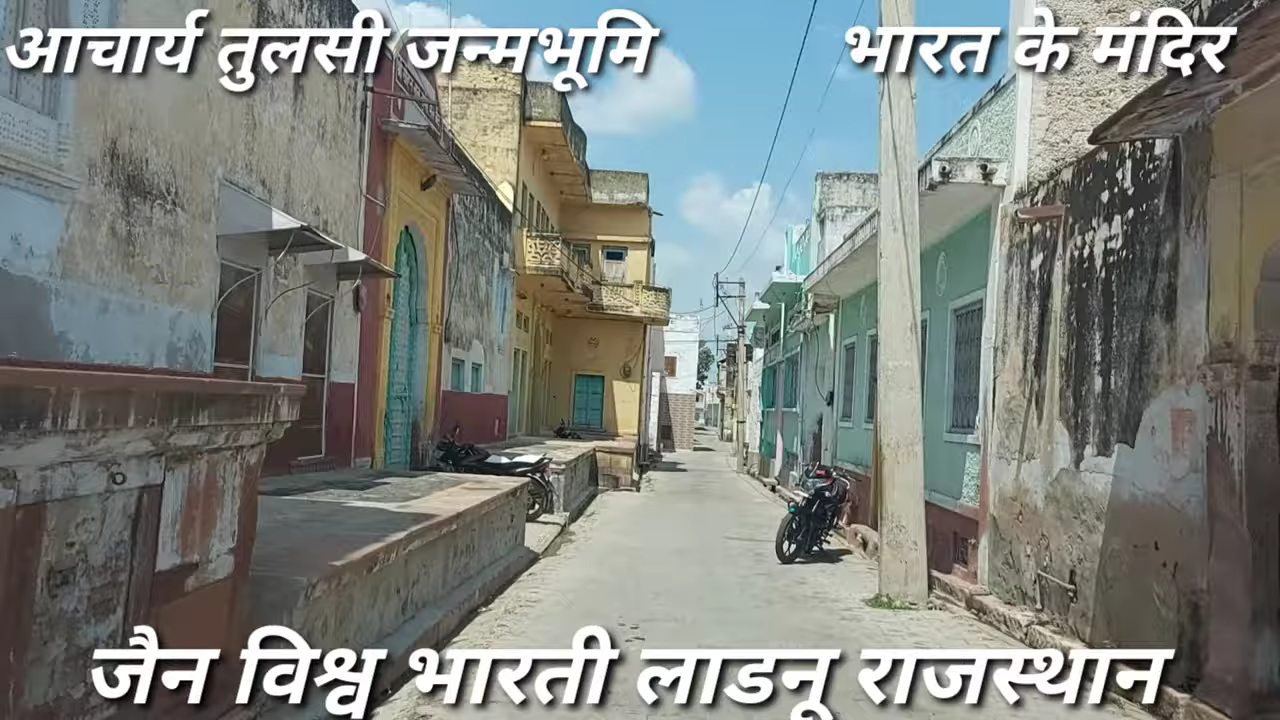 आचार्य तुलसी जन्मभूमि
भारत के मंदिर
जैन विश्व भारती लाडनू राजस्थान